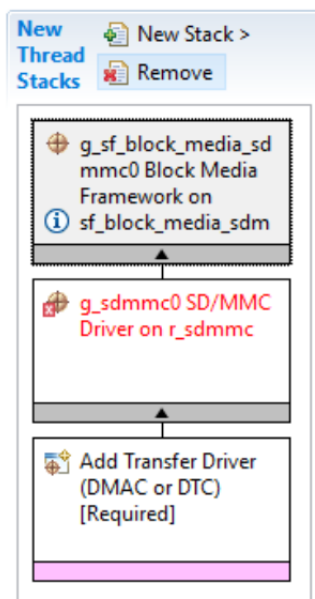 New Thread Stacks
New Stack >
Remove
g_sf_block_media_sd
mmc0 Block Media
Framework on
sf_block_media_sdm
g_sdmmc0 SD/MMC
Driver on r_sdmmc
Add Transfer Driver
(DMAC or DTC)
[Required]